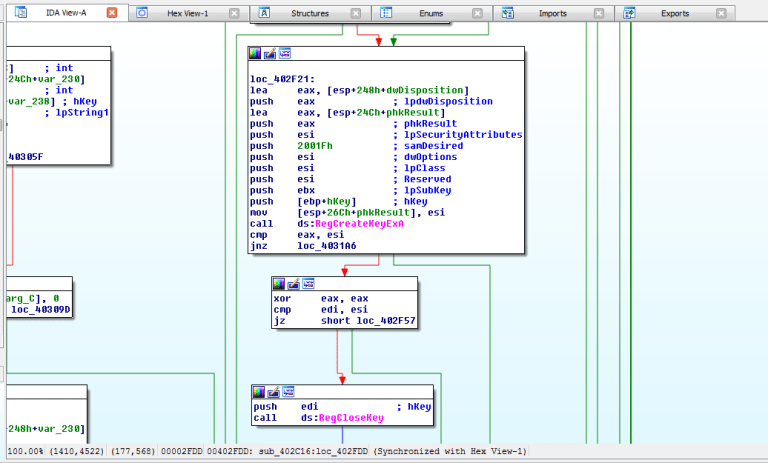 IDA View-A
Hex View-1
Structures
Enums
Imports
Exports
] ; int
24Ch+var_230]
; int
var_238] ; hKey
; lpString1
40305F
loc_402F21:
lea eax, [esp+248h+dwDisposition]
push eax ; lpdwDisposition
lea eax, [esp+24Ch+phkResult]
push eax ; phkResult
push esi ; lpSecurityAttributes
push 2001Fh ; samDesired
push esi ; dwOptions
push esi ; lpClass
push esi ; Reserved
push ebx ; lpSubKey
push [ebp+hKey] ; hKey
mov [esp+26Ch+phkResult], esi
call ds:RegCreateKeyExA
cmp eax, esi
jnz loc_4031A6
arg_C], 0
loc_40309D
xor eax, eax
cmp edi, esi
jz short loc_402F57
push edi ; hKey
call ds:RegCloseKey
248h+var_230]
100.00% (1410,4522) (177,568) 00002FDD 00402FDD: sub_402C16:loc_402FDD (Synchronized with Hex View-1)